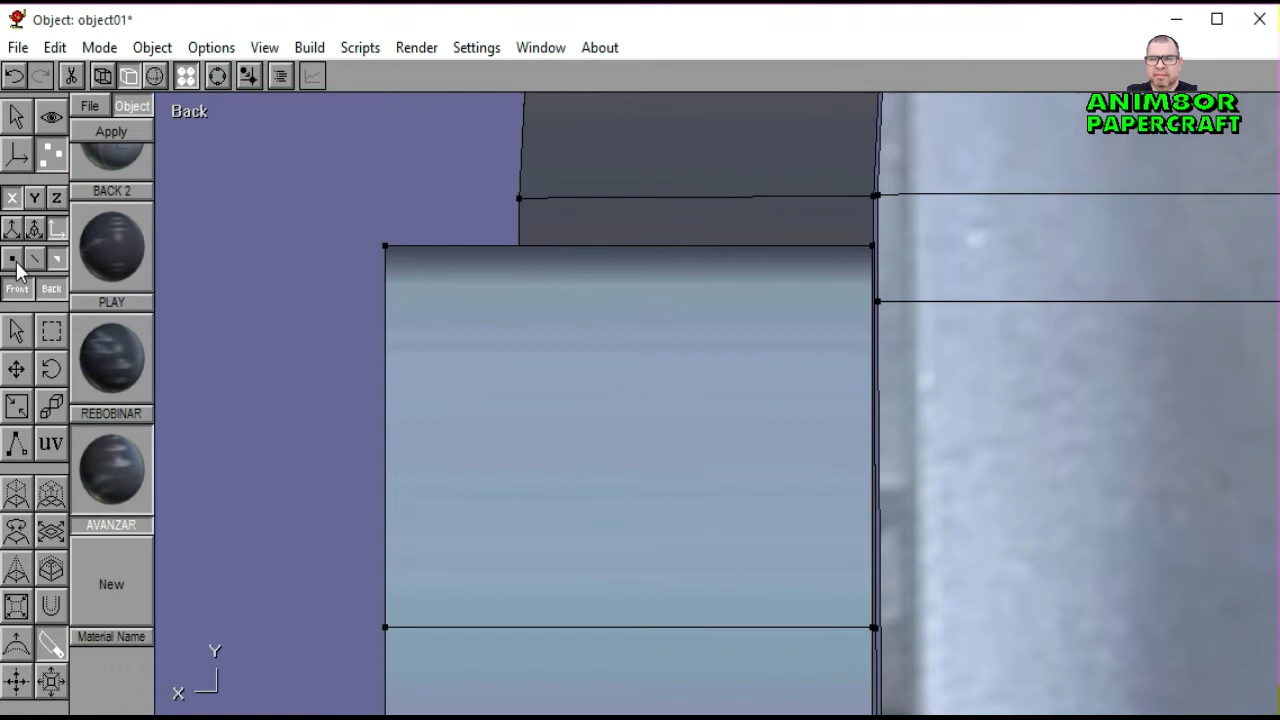 Object: object01*
File Edit Mode Object Options View Build Scripts Render Settings Window About
ANIM8OR
PAPERCRAFT
File Object
Apply
Back
BACK 2
X Y Z
Front Back
PLAY
REBOBINAR
uv
AVANZAR
New
Material Name
Y
X